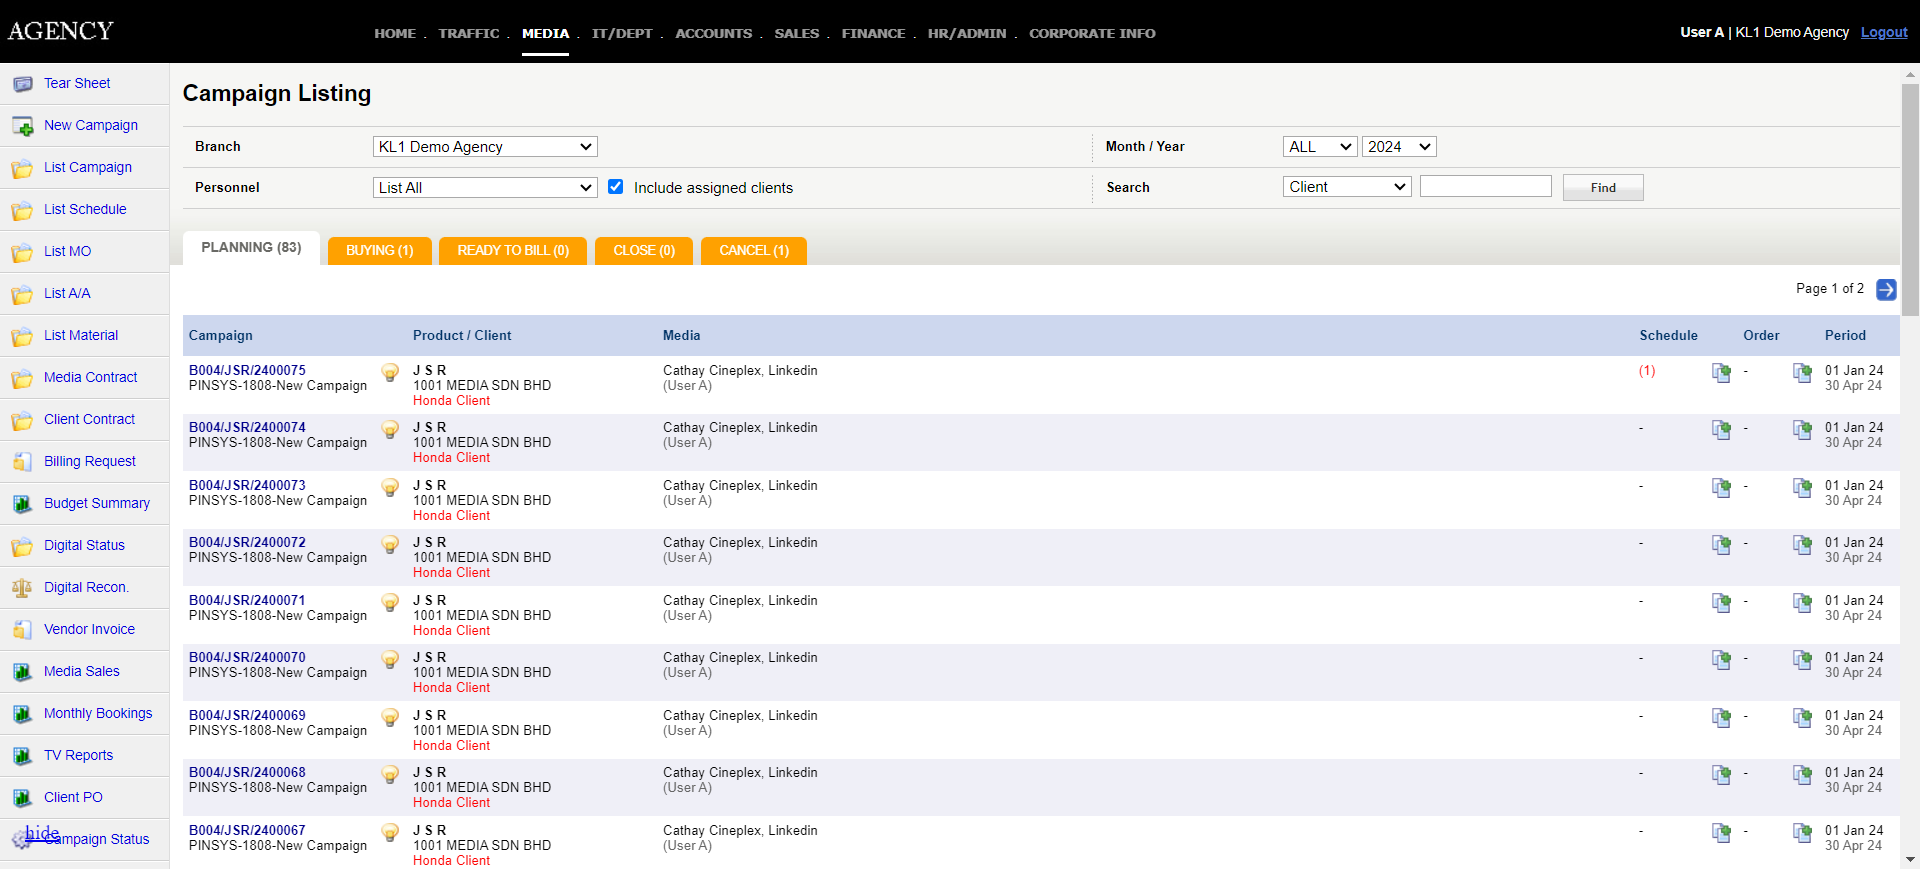 AGENCY
HOME . TRAFFIC . MEDIA . IT/DEPT . ACCOUNTS . SALES . FINANCE . HR/ADMIN . CORPORATE INFO
User A | KL1 Demo Agency Logout
Tear Sheet
New Campaign
List Campaign
List Schedule
List MO
List A/A
List Material
Media Contract
Client Contract
Billing Request
Budget Summary
Digital Status
Digital Recon.
Vendor Invoice
Media Sales
Monthly Bookings
TV Reports
Client PO
hide
Campaign Status
Campaign Listing
Branch KL1 Demo Agency Month / Year ALL 2024
Personnel List All Include assigned clients Search Client Find
PLANNING (83) BUYING (1) READY TO BILL (0) CLOSE (0) CANCEL (1)
Page 1 of 2
Campaign Product / Client Media Schedule Order Period
B004/JSR/2400075 J S R Cathay Cineplex, Linkedin (1) - 01 Jan 24
PINSYS-1808-New Campaign 1001 MEDIA SDN BHD (User A) 30 Apr 24
Honda Client
B004/JSR/2400074 J S R Cathay Cineplex, Linkedin - - 01 Jan 24
PINSYS-1808-New Campaign 1001 MEDIA SDN BHD (User A) 30 Apr 24
Honda Client
B004/JSR/2400073 J S R Cathay Cineplex, Linkedin - - 01 Jan 24
PINSYS-1808-New Campaign 1001 MEDIA SDN BHD (User A) 30 Apr 24
Honda Client
B004/JSR/2400072 J S R Cathay Cineplex, Linkedin - - 01 Jan 24
PINSYS-1808-New Campaign 1001 MEDIA SDN BHD (User A) 30 Apr 24
Honda Client
B004/JSR/2400071 J S R Cathay Cineplex, Linkedin - - 01 Jan 24
PINSYS-1808-New Campaign 1001 MEDIA SDN BHD (User A) 30 Apr 24
Honda Client
B004/JSR/2400070 J S R Cathay Cineplex, Linkedin - - 01 Jan 24
PINSYS-1808-New Campaign 1001 MEDIA SDN BHD (User A) 30 Apr 24
Honda Client
B004/JSR/2400069 J S R Cathay Cineplex, Linkedin - - 01 Jan 24
PINSYS-1808-New Campaign 1001 MEDIA SDN BHD (User A) 30 Apr 24
Honda Client
B004/JSR/2400068 J S R Cathay Cineplex, Linkedin - - 01 Jan 24
PINSYS-1808-New Campaign 1001 MEDIA SDN BHD (User A) 30 Apr 24
Honda Client
B004/JSR/2400067 J S R Cathay Cineplex, Linkedin - - 01 Jan 24
PINSYS-1808-New Campaign 1001 MEDIA SDN BHD (User A) 30 Apr 24
Honda Client